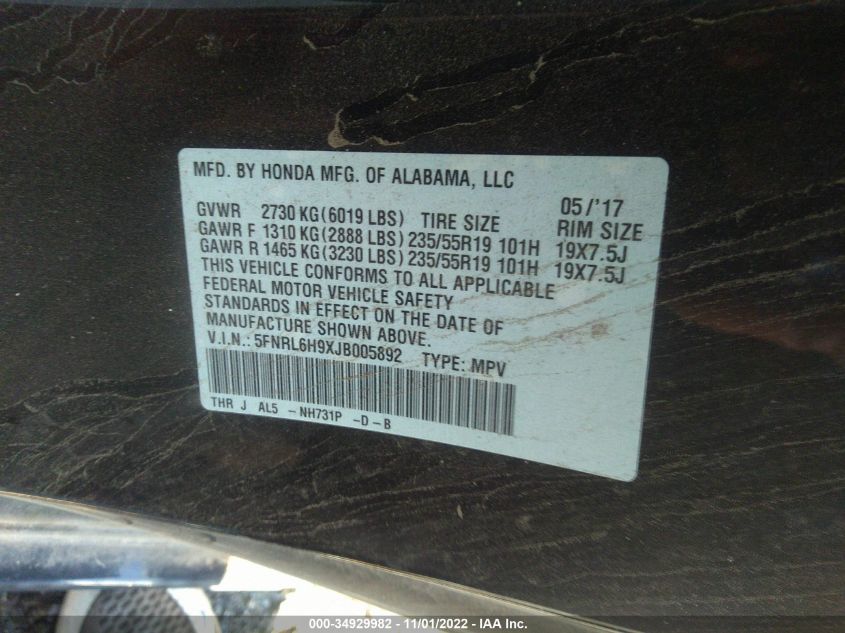 MFD. BY HONDA MFG. OF ALABAMA, LLC
05/'17
GVWR 2730 KG(6019 LBS) TIRE SIZE RIM SIZE
GAWR F 1310 KG(2888 LBS) 235/55R19 101H 19X7.5J
GAWR R 1465 KG(3230 LBS) 235/55R19 101H 19X7.5J
THIS VEHICLE CONFORMS TO ALL APPLICABLE
FEDERAL MOTOR VEHICLE SAFETY
STANDARDS IN EFFECT ON THE DATE OF
MANUFACTURE SHOWN ABOVE.
V.I.N.: 5FNRL6H9XJB005892 TYPE: MPV
THR J AL5 -NH731P -D-B
000-34929982 - 11/01/2022 - IAA Inc.